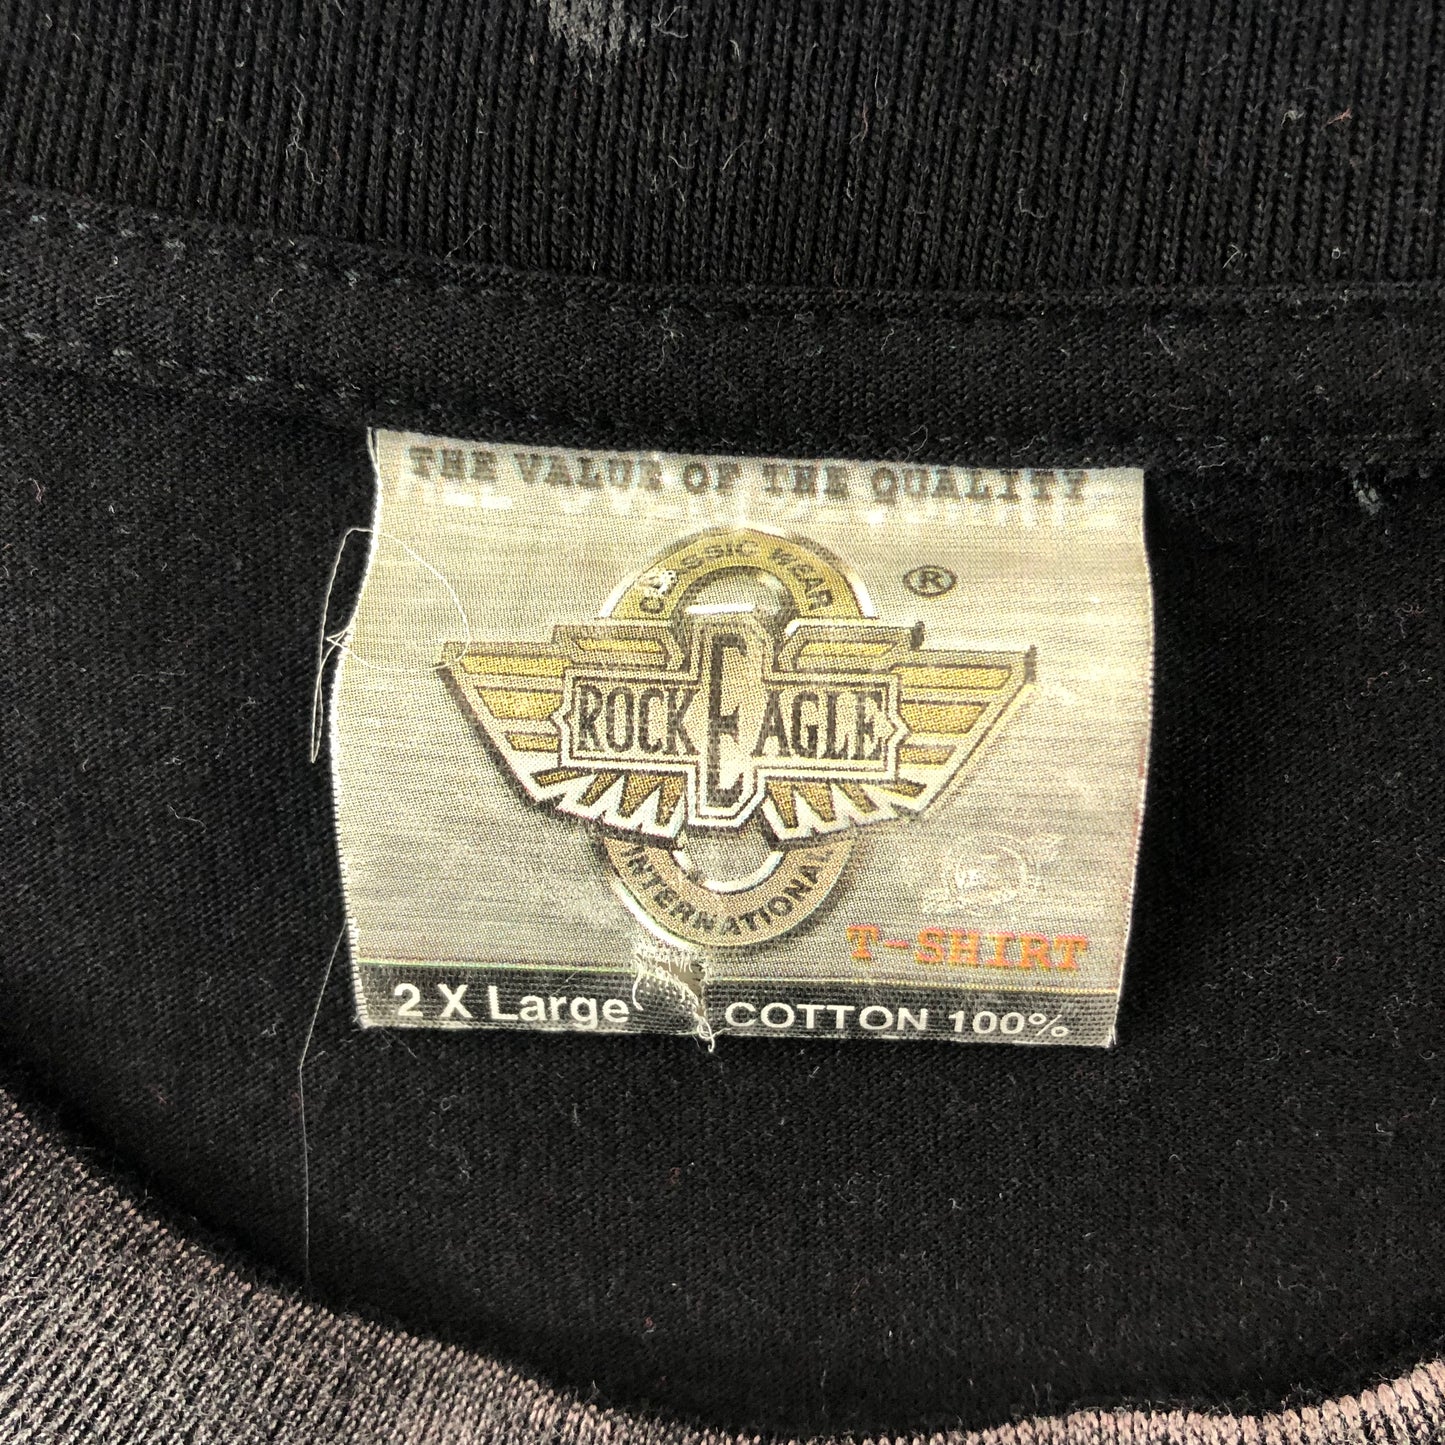 THE VALUE OF THE QUALITY
CLASSIC WEAR
®
ROCK EAGLE
INTERNATIONAL
T-SHIRT
2 X Large
COTTON 100%